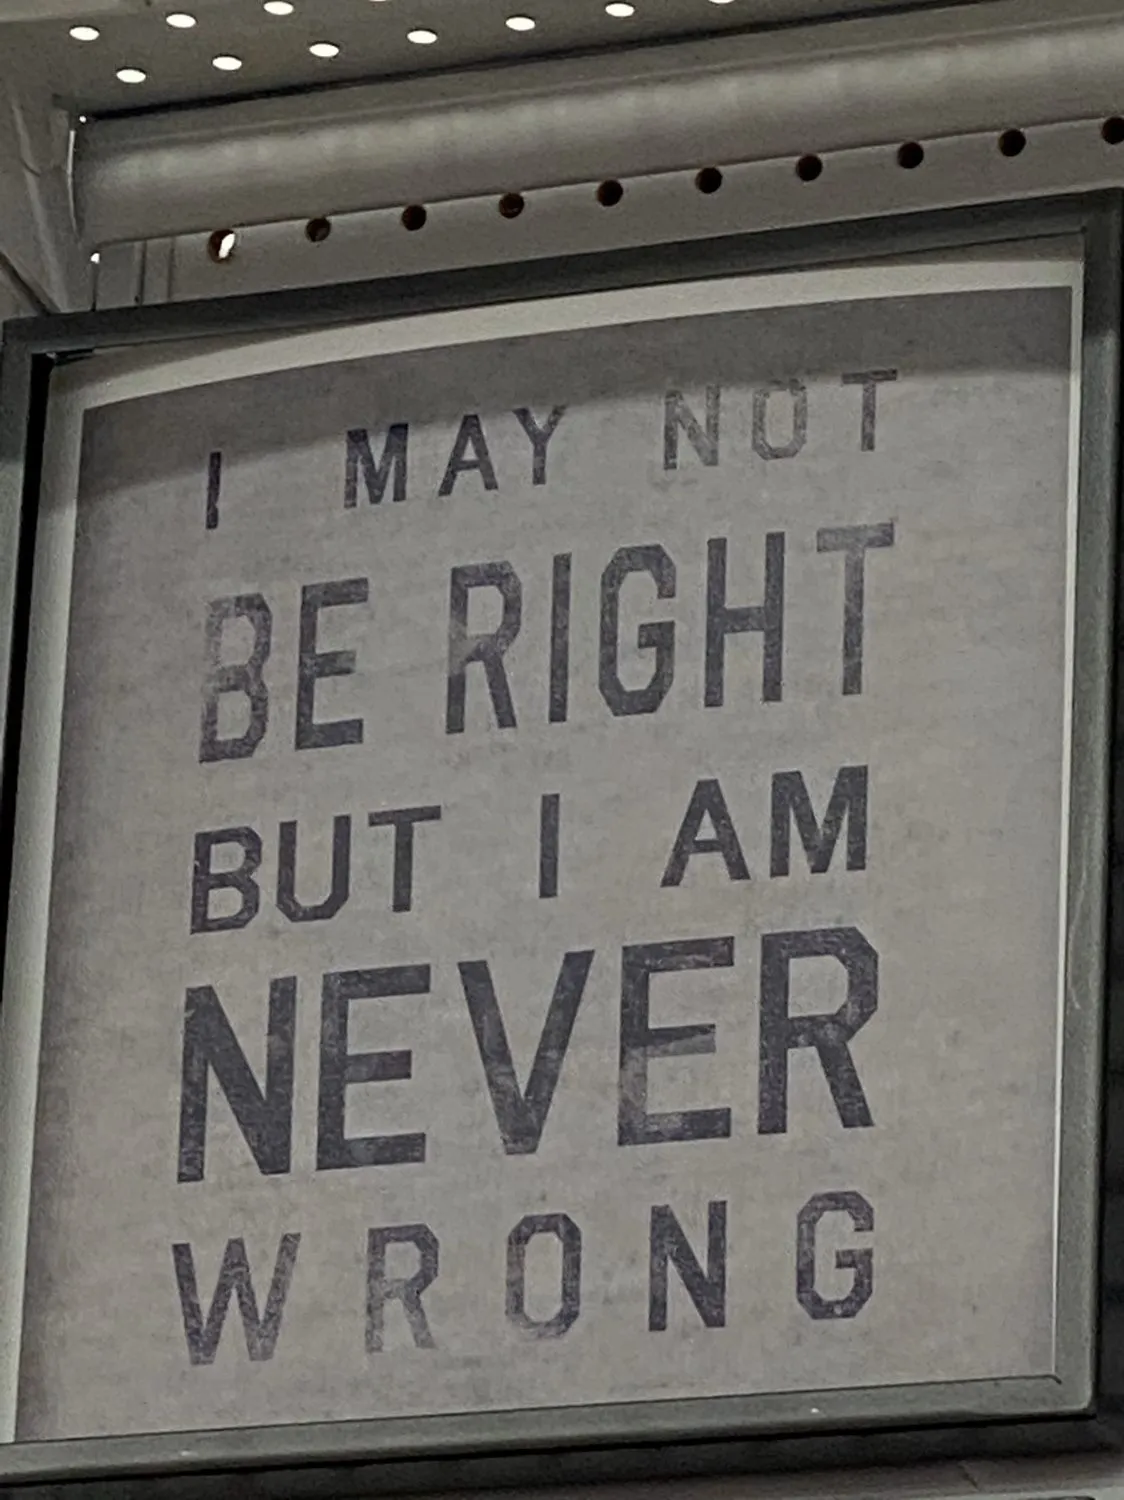 I MAY NOT
BE RIGHT
BUT I AM
NEVER
WRONG